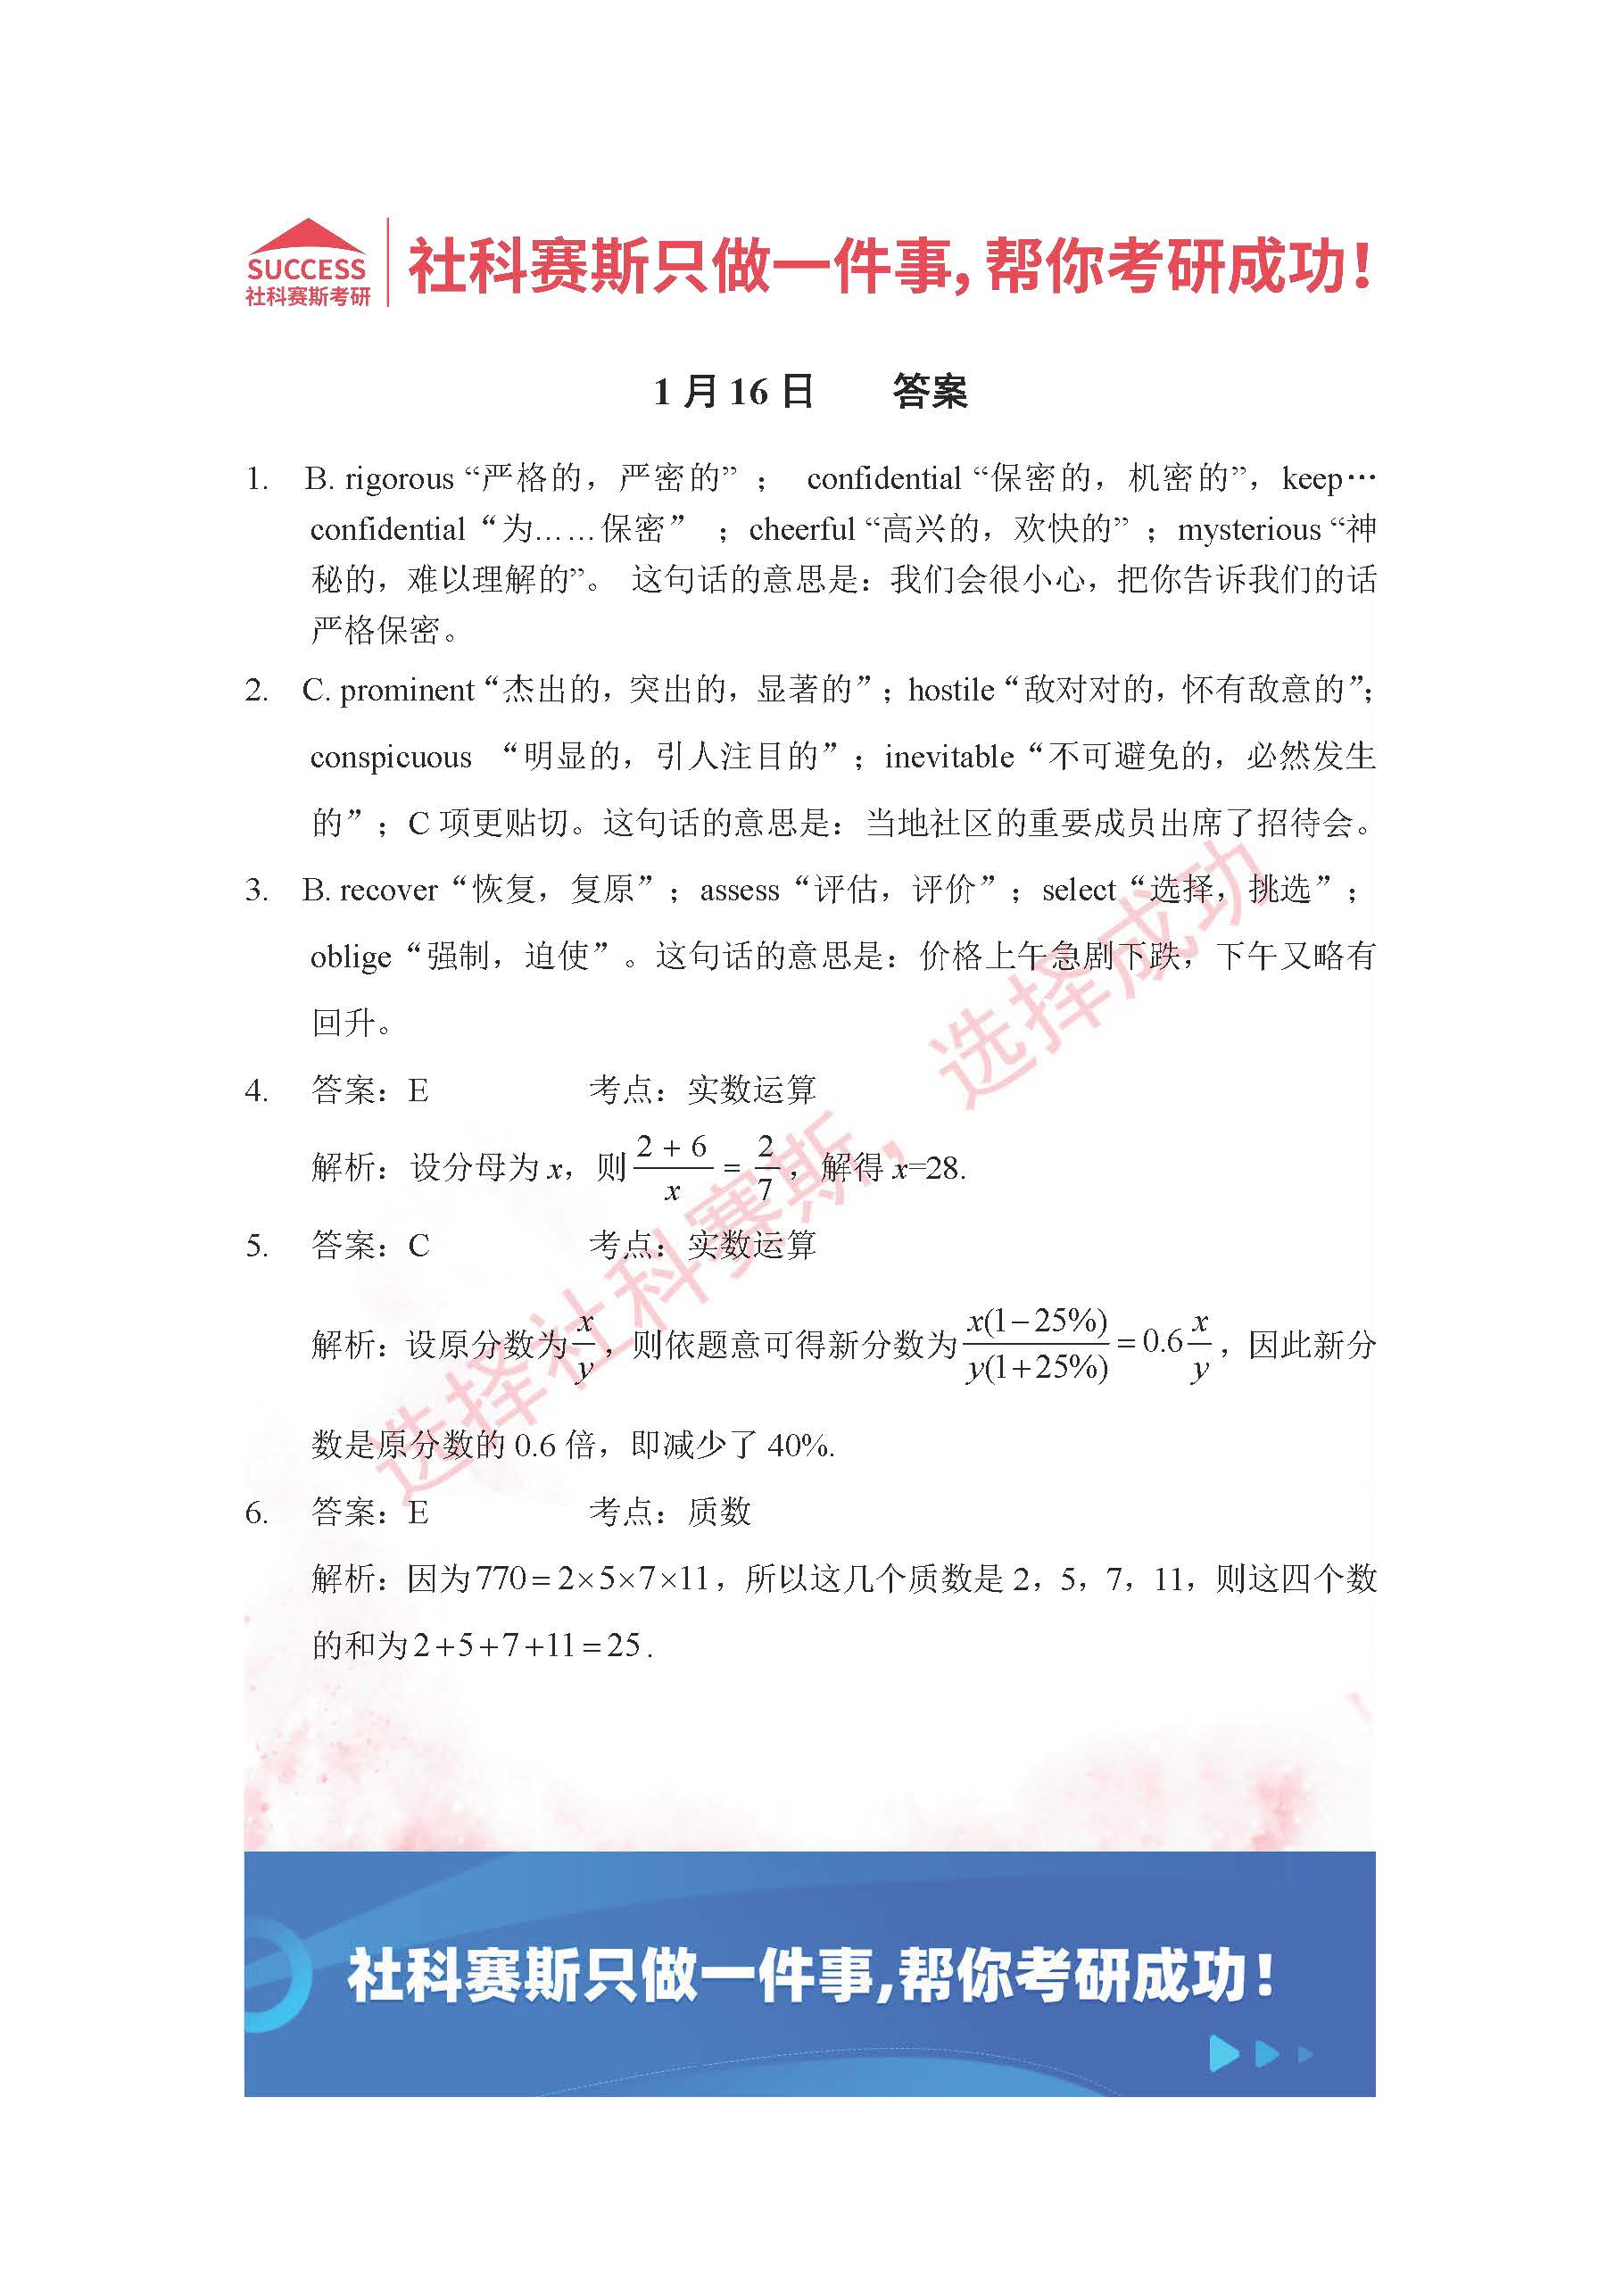 SUCCESS
社科赛斯考研
社科赛斯只做一件事，帮你考研成功！
1 月 16 日 答案
1. B. rigorous “严格的，严密的” ； confidential “保密的，机密的”，keep…
confidential “为……保密” ；cheerful “高兴的，欢快的” ；mysterious “神
秘的，难以理解的”。 这句话的意思是：我们会很小心，把你告诉我们的话
严格保密。
2. C. prominent “杰出的，突出的，显著的”；hostile “敌对对的，怀有敌意的”；
conspicuous “明显的，引人注目的”；inevitable “不可避免的，必然发生
的”；C 项更贴切。这句话的意思是：当地社区的重要成员出席了招待会。
3. B. recover “恢复，复原”；assess “评估，评价”；select “选择，挑选”；
oblige “强制，迫使”。这句话的意思是：价格上午急剧下跌，下午又略有
回升。
4. 答案：E 考点：实数运算
解析：设分母为 x，则 (2 + 6)/x = 2/7，解得 x=28.
5. 答案：C 考点：实数运算
解析：设原分数为 x/y，则依题意可得新分数为 x(1−25%)/y(1+25%) = 0.6 x/y，因此新分
数是原分数的 0.6 倍，即减少了 40%.
6. 答案：E 考点：质数
解析：因为770 = 2×5×7×11，所以这几个质数是 2，5，7，11，则这四个数
的和为2+5+7+11=25.
选择社科赛斯，选择成功
社科赛斯只做一件事,帮你考研成功！